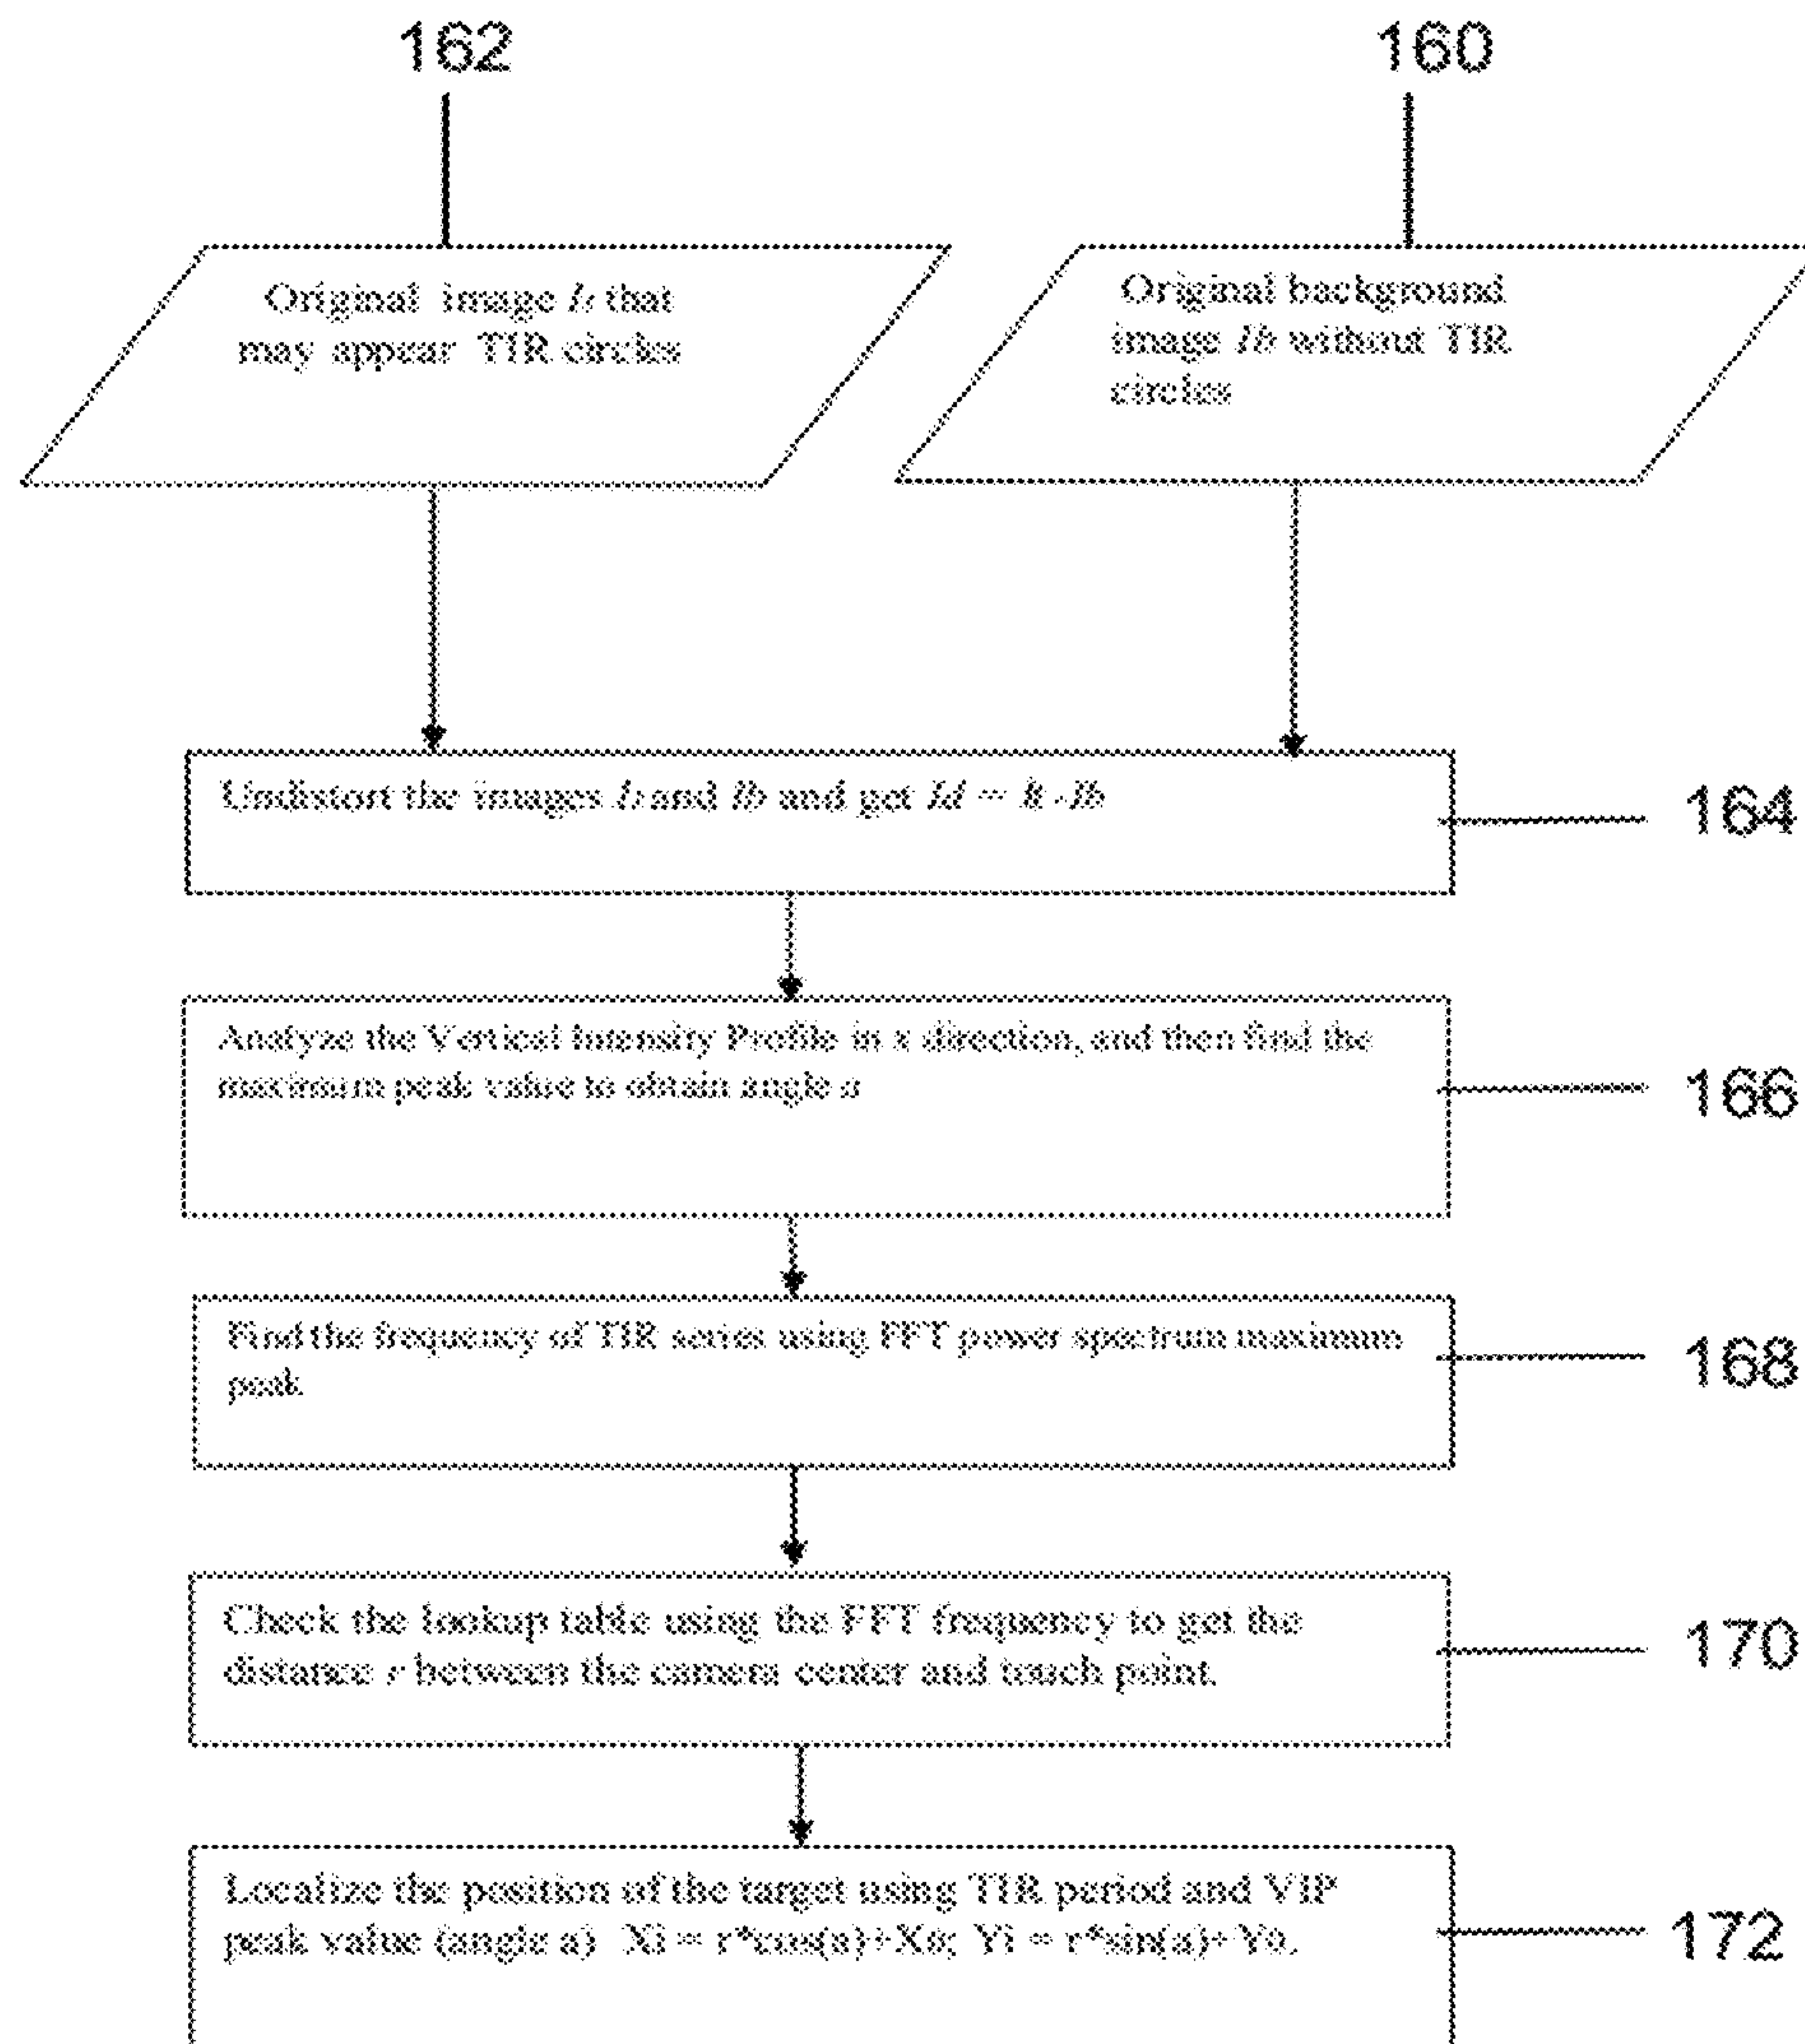 162
160
Original image It that
may appear TIR circles
Original background
image Ib without TIR
circles
Undistort the images It and Ib and get Id = It - Ib
164
Analyze the Vertical Intensity Profile in x direction, and then find the
maximum peak value to obtain angle a
166
Find the frequency of TIR series using FFT power spectrum maximum
peak
168
Check the lookup table using the FFT frequency to get the
distance r between the camera center and touch point.
170
Localize the position of the target using TIR period and VIP
peak value (angle a) Xi = r*cos(a)+Xo; Yi = r*sin(a)+Yo.
172